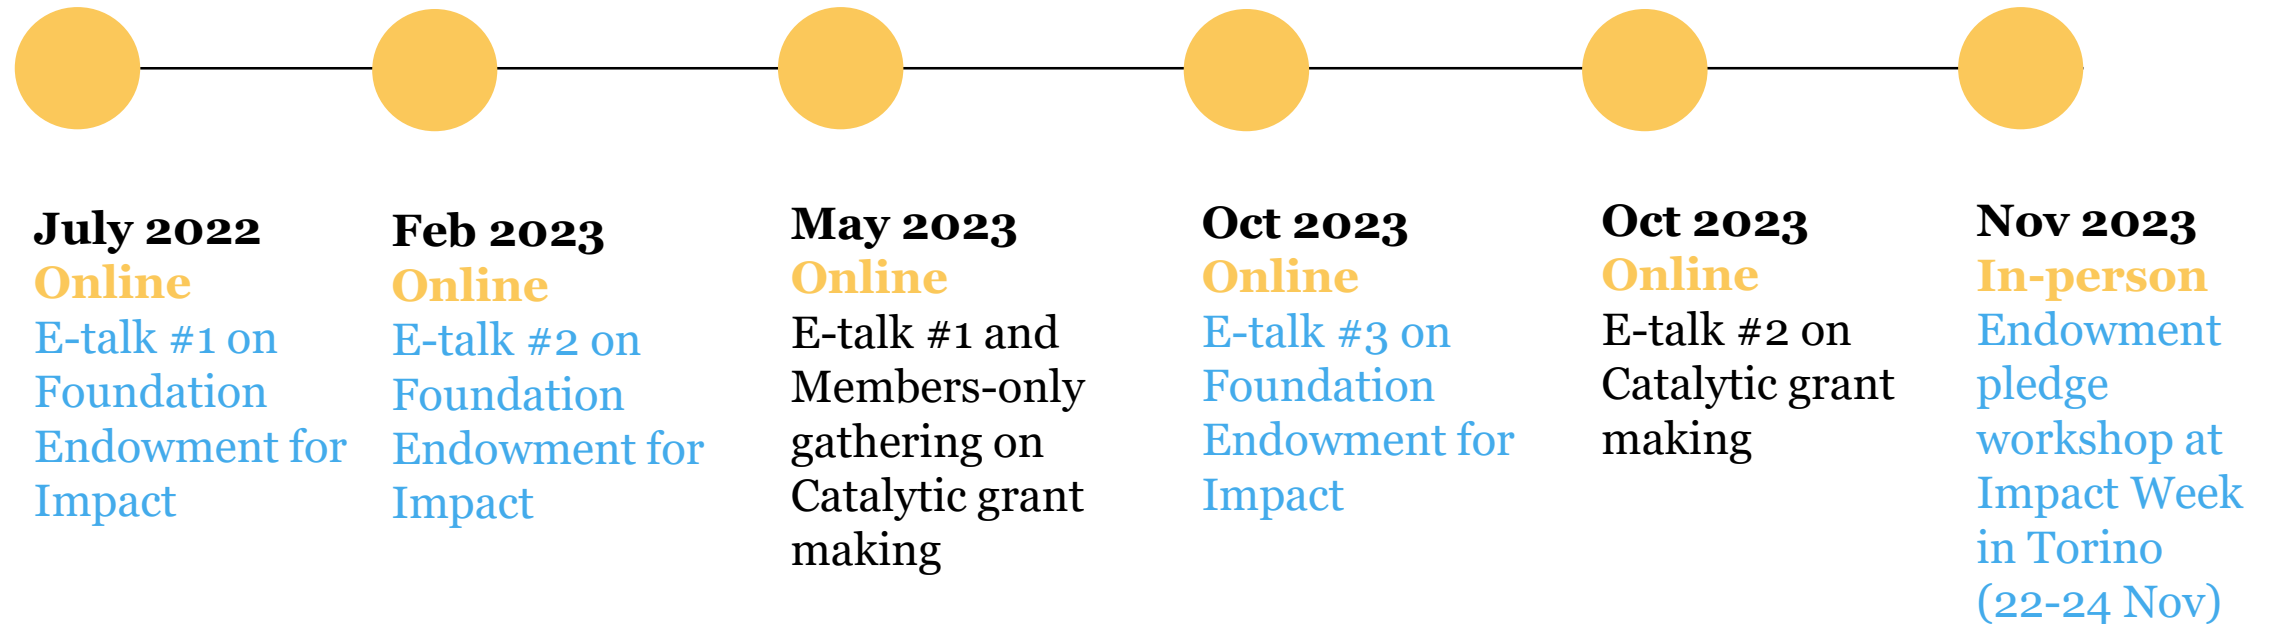 July 2022
Online
E-talk #1 on
Foundation
Endowment for
Impact
Feb 2023
Online
E-talk #2 on
Foundation
Endowment for
Impact
May 2023
Online
E-talk #1 and
Members-only
gathering on
Catalytic grant
making
Oct 2023
Online
E-talk #3 on
Foundation
Endowment for
Impact
Oct 2023
Online
E-talk #2 on
Catalytic grant
making
Nov 2023
In-person
Endowment
pledge
workshop at
Impact Week
in Torino
(22-24 Nov)